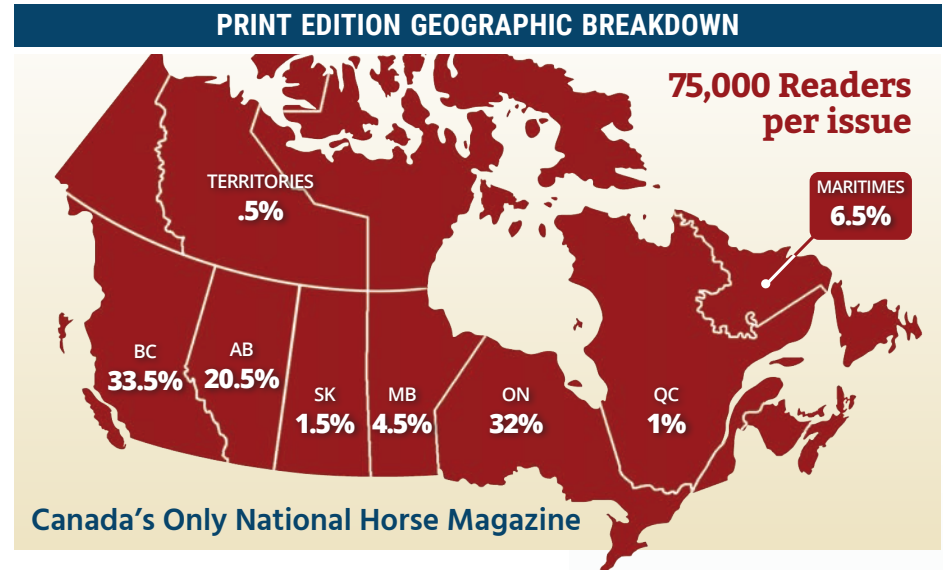 PRINT EDITION GEOGRAPHIC BREAKDOWN
75,000 Readers
per issue
TERRITORIES
.5%
MARITIMES
6.5%
BC
33.5%
AB
20.5%
SK
1.5%
MB
4.5%
ON
32%
QC
1%
Canada's Only National Horse Magazine